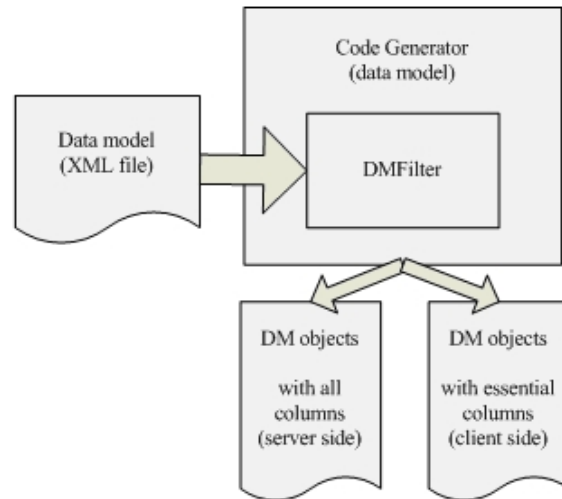 Code Generator
(data model)
Data model
(XML file)
DMFilter
DM objects
with all
columns
(server side)
DM objects
with essential
columns
(client side)